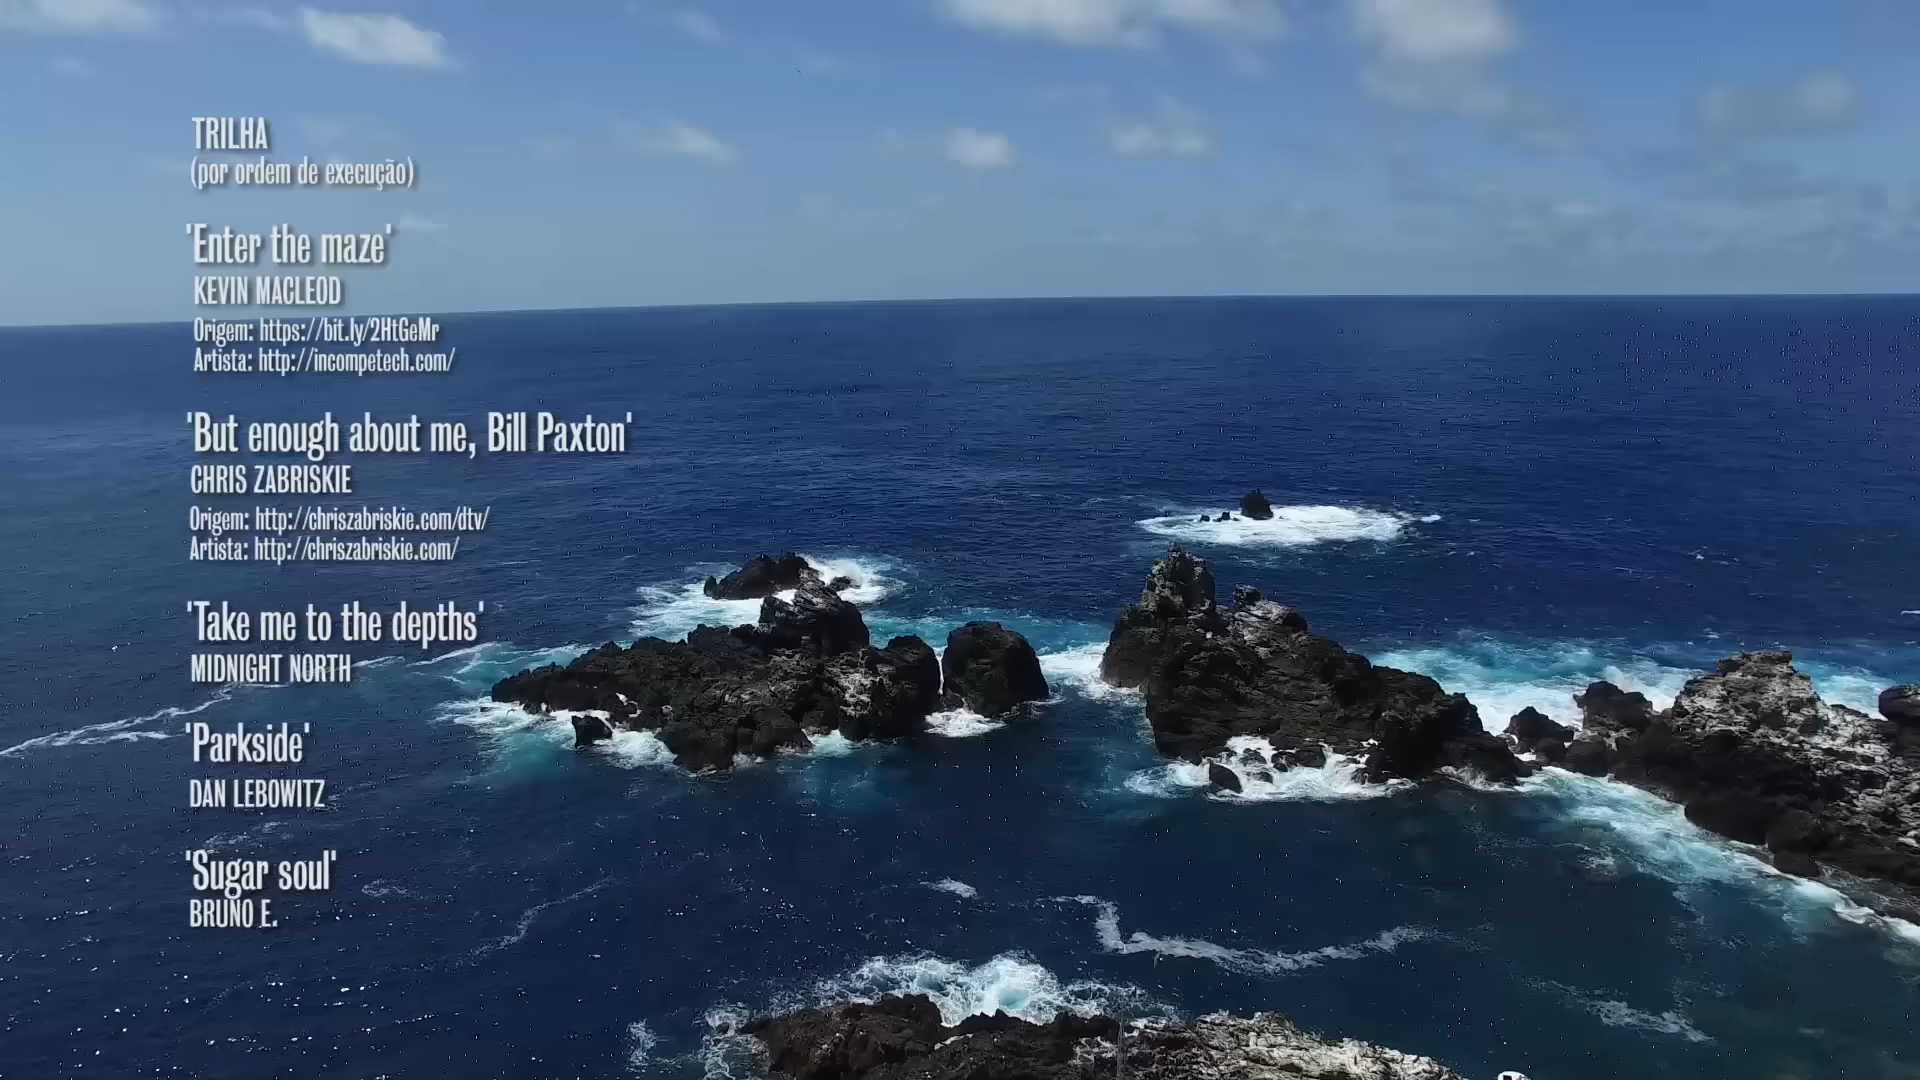 TRILHA
(por ordem de execução)
'Enter the maze'
KEVIN MACLEOD
Origem: https://bit.ly/2HtGeMr
Artista: http://incompetech.com/
'But enough about me, Bill Paxton'
CHRIS ZABRISKIE
Origem: http://chriszabriskie.com/dtv/
Artista: http://chriszabriskie.com/
'Take me to the depths'
MIDNIGHT NORTH
'Parkside'
DAN LEBOWITZ
'Sugar soul'
BRUNO E.